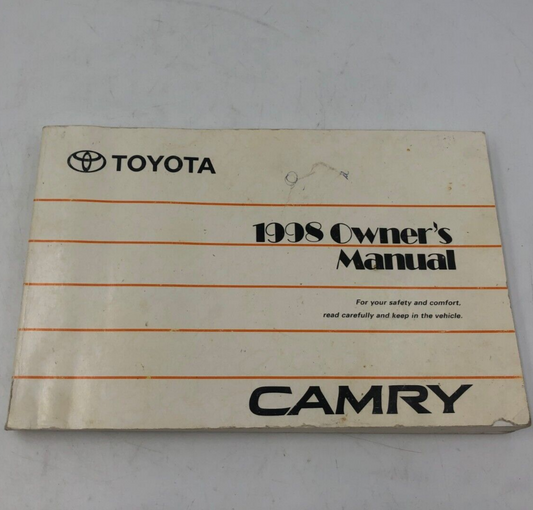 TOYOTA
1998 Owner's
Manual
For your safety and comfort,
read carefully and keep in the vehicle.
CAMRY